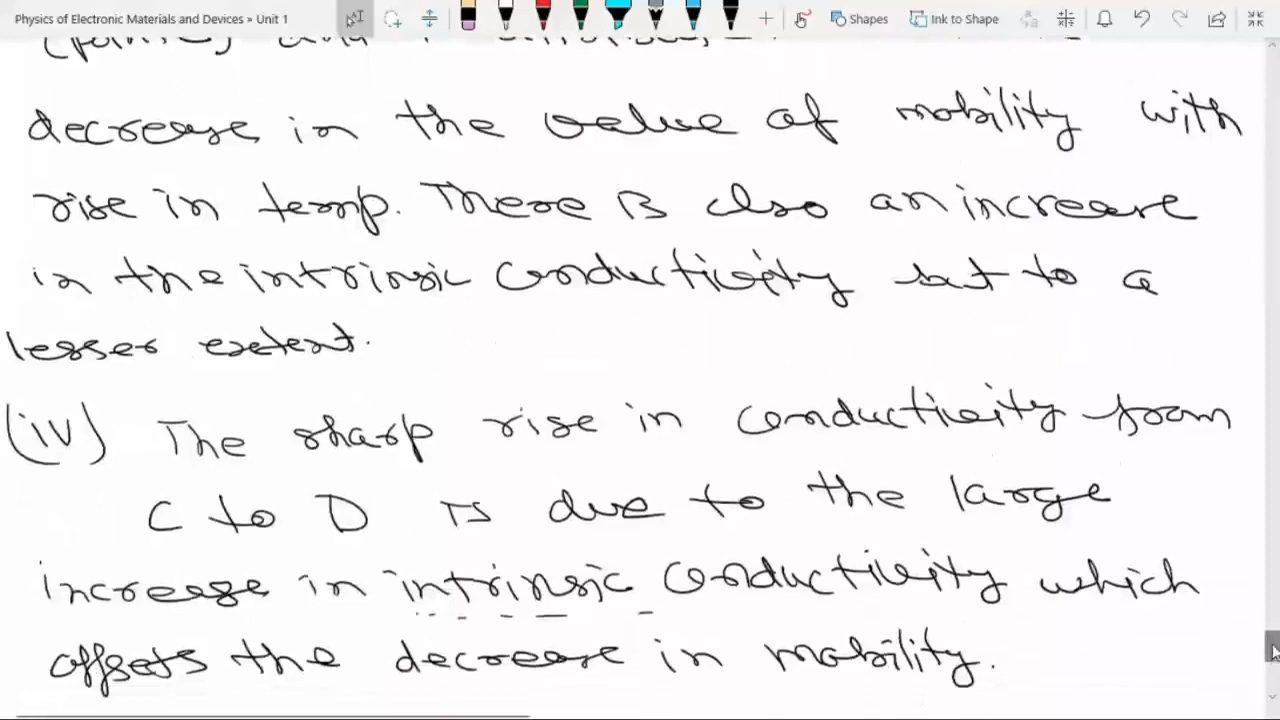 Physics of Electronic Materials and Devices » Unit 1
Shapes
Ink to Shape
decrease in the value of mobility with
rise in temp. There is also an increase
in the intrinsic conductivity but to a
lesser extent.
(iv) The sharp rise in conductivity from
C to D is due to the large
increase in intrinsic conductivity which
offsets the decrease in mobility.